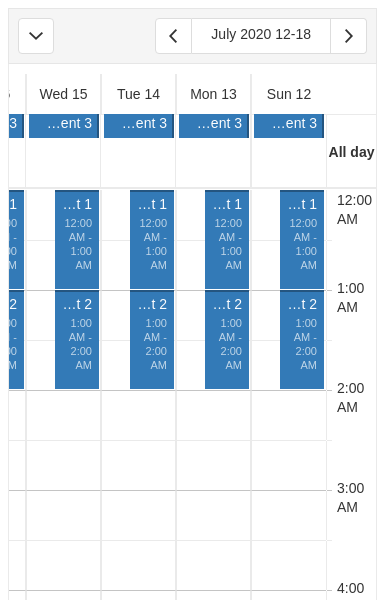 July 2020 12-18
Sun 12
Mon 13
Tue 14
Wed 15
All day
...ent 3
...ent 3
...ent 3
...ent 3
3
12:00
AM
...t 1
12:00
AM -
1:00
AM
...t 1
12:00
AM -
1:00
AM
...t 1
12:00
AM -
1:00
AM
...t 1
12:00
AM -
1:00
AM
1
1:00
AM
...t 2
1:00
AM -
2:00
AM
...t 2
1:00
AM -
2:00
AM
...t 2
1:00
AM -
2:00
AM
...t 2
1:00
AM -
2:00
AM
2
2:00
AM
3:00
AM
4:00